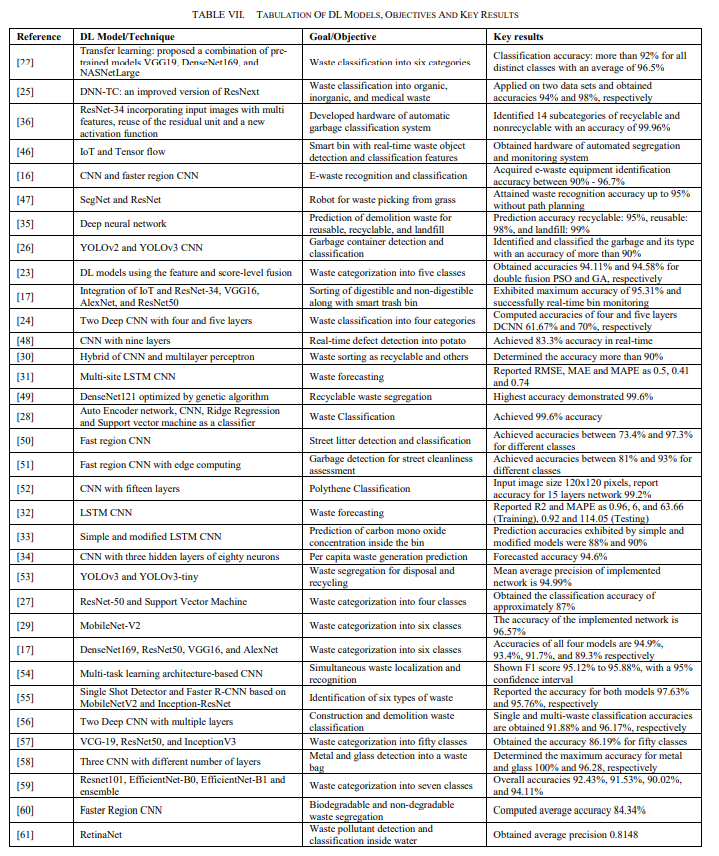 TABLE VII. TABULATION OF DL MODELS, OBJECTIVES AND KEY RESULTS
Reference DL Model/Technique Goal/Objective Key results
[22] Transfer learning: proposed a combination of pre-
trained models VGG19, DenseNet169, and
NASNetLarge Waste classification into six categories Classification accuracy: more than 92% for all
distinct classes with an average of 96.5%
[25] DNN-TC: an improved version of ResNext Waste classification into organic,
inorganic, and medical waste Applied on two data sets and obtained
accuracies 94% and 98%, respectively
[36] ResNet-34 incorporating input images with multi
features, reuse of the residual unit and a new
activation function Developed hardware of automatic
garbage classification system Identified 14 subcategories of recyclable and
nonrecyclable with an accuracy of 99.96%
[46] IoT and Tensor flow Smart bin with real-time waste object
detection and classification features Obtained hardware of automated segregation
and monitoring system
[16] CNN and faster region CNN E-waste recognition and classification Acquired e-waste equipment identification
accuracy between 90% - 96.7%
[47] SegNet and ResNet Robot for waste picking from grass Attained waste recognition accuracy up to 95%
without path planning
[35] Deep neural network Prediction of demolition waste for
reusable, recyclable, and landfill Prediction accuracy recyclable: 95%, reusable:
98%, and landfill: 99%
[26] YOLOv2 and YOLOv3 CNN Garbage container detection and
classification Identified and classified the garbage and its type
with an accuracy of more than 90%
[23] DL models using the feature and score-level fusion Waste categorization into five classes Obtained accuracies 94.11% and 94.58% for
double fusion PSO and GA, respectively
[17] Integration of IoT and ResNet-34, VGG16,
AlexNet, and ResNet50 Sorting of digestible and non-digestible
along with smart trash bin Exhibited maximum accuracy of 95.31% and
successfully real-time bin monitoring
[24] Two Deep CNN with four and five layers Waste classification into four categories Computed accuracies of four and five layers
DCNN 61.67% and 70%, respectively
[48] CNN with nine layers Real-time defect detection into potato Achieved 83.3% accuracy in real-time
[30] Hybrid of CNN and multilayer perceptron Waste sorting as recyclable and others Determined the accuracy more than 90%
[31] Multi-site LSTM CNN Waste forecasting Reported RMSE, MAE and MAPE as 0.5, 0.41
and 0.74
[49] DenseNet121 optimized by genetic algorithm Recyclable waste segregation Highest accuracy demonstrated 99.6%
[28] Auto Encoder network, CNN, Ridge Regression
and Support vector machine as a classifier Waste Classification Achieved 99.6% accuracy
[50] Fast region CNN Street litter detection and classification Achieved accuracies between 73.4% and 97.3%
for different classes
[51] Fast region CNN with edge computing Garbage detection for street cleanliness
assessment Achieved accuracies between 81% and 93% for
different classes
[52] CNN with fifteen layers Polythene Classification Input image size 120x120 pixels, report
accuracy for 15 layers network 99.2%
[32] LSTM CNN Waste forecasting Reported R2 and MAPE as 0.96, 6, and 63.66
(Training), 0.92 and 114.05 (Testing)
[33] Simple and modified LSTM CNN Prediction of carbon mono oxide
concentration inside the bin Prediction accuracies exhibited by simple and
modified models were 88% and 90%
[34] CNN with three hidden layers of eighty neurons Per capita waste generation prediction Forecasted accuracy 94.6%
[53] YOLOv3 and YOLOv3-tiny Waste segregation for disposal and
recycling Mean average precision of implemented
network is 94.99%
[27] ResNet-50 and Support Vector Machine Waste categorization into four classes Obtained the classification accuracy of
approximately 87%
[29] MobileNet-V2 Waste categorization into six classes The accuracy of the implemented network is
96.57%
[17] DenseNet169, ResNet50, VGG16, and AlexNet Waste categorization into six classes Accuracies of all four models are 94.9%,
93.4%, 91.7%, and 89.3% respectively
[54] Multi-task learning architecture-based CNN Simultaneous waste localization and
recognition Shown F1 score 95.12% to 95.88%, with a 95%
confidence interval
[55] Single Shot Detector and Faster R-CNN based on
MobileNetV2 and Inception-ResNet Identification of six types of waste Reported the accuracy for both models 97.63%
and 95.76%, respectively
[56] Two Deep CNN with multiple layers Construction and demolition waste
classification Single and multi-waste classification accuracies
are obtained 91.88% and 96.17%, respectively
[57] VCG-19, ResNet50, and InceptionV3 Waste categorization into fifty classes Obtained the accuracy 86.19% for fifty classes
[58] Three CNN with different number of layers Metal and glass detection into a waste
bag Determined the maximum accuracy for metal
and glass 100% and 96.28, respectively
[59] Resnet101, EfficientNet-B0, EfficientNet-B1 and
ensemble Waste categorization into seven classes Overall accuracies 92.43%, 91.53%, 90.02%,
and 94.11%
[60] Faster Region CNN Biodegradable and non-degradable
waste segregation Computed average accuracy 84.34%
[61] RetinaNet Waste pollutant detection and
classification inside water Obtained average precision 0.8148